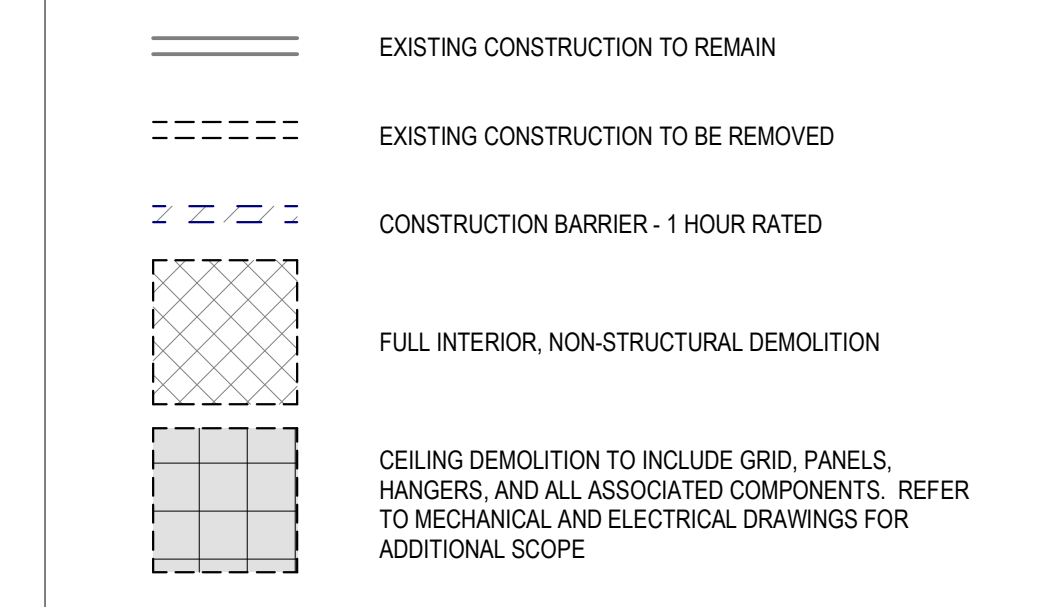 EXISTING CONSTRUCTION TO REMAIN
EXISTING CONSTRUCTION TO BE REMOVED
CONSTRUCTION BARRIER - 1 HOUR RATED
FULL INTERIOR, NON-STRUCTURAL DEMOLITION
CEILING DEMOLITION TO INCLUDE GRID, PANELS,
HANGERS, AND ALL ASSOCIATED COMPONENTS.  REFER
TO MECHANICAL AND ELECTRICAL DRAWINGS FOR
ADDITIONAL SCOPE